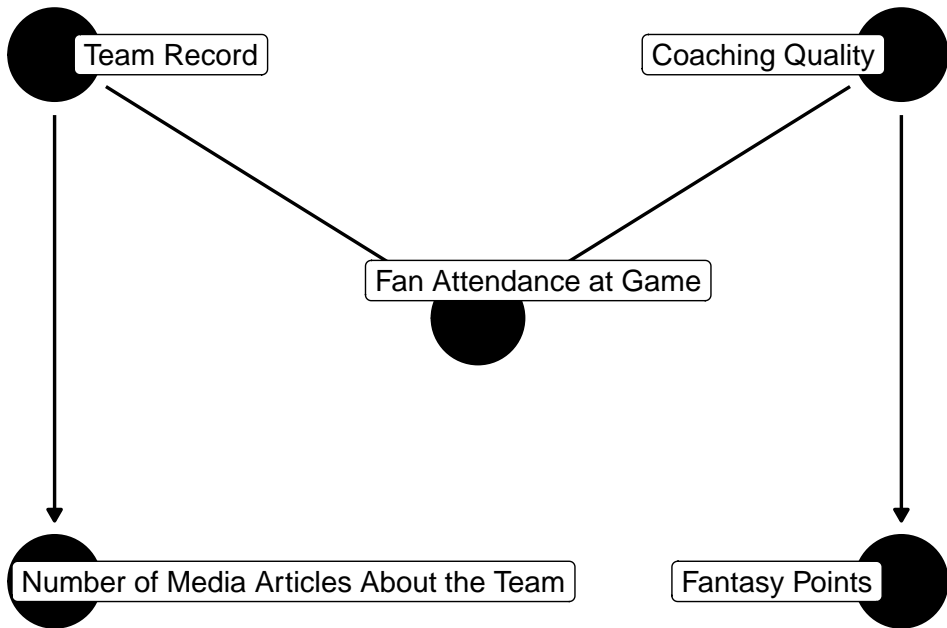 Team Record
Coaching Quality
Fan Attendance at Game
Number of Media Articles About the Team
Fantasy Points